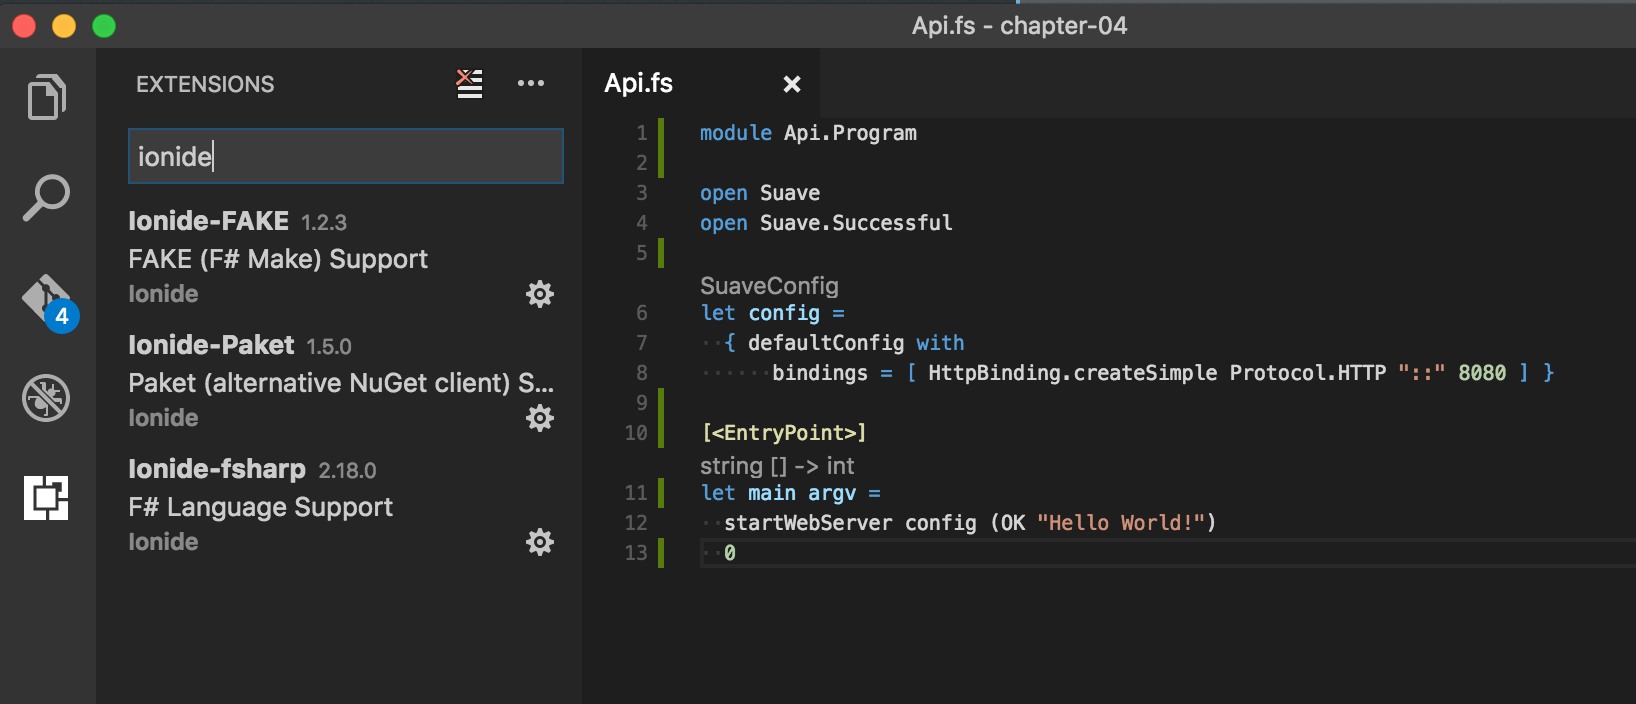 Api.fs - chapter-04
EXTENSIONS
ionide
Ionide-FAKE 1.2.3
FAKE (F# Make) Support
Ionide
Ionide-Paket 1.5.0
Paket (alternative NuGet client) S...
Ionide
Ionide-fsharp 2.18.0
F# Language Support
Ionide
4
Api.fs
1 module Api.Program
2
3 open Suave
4 open Suave.Successful
5
SuaveConfig
6 let config =
7 ··{ defaultConfig with
8 ······bindings = [ HttpBinding.createSimple Protocol.HTTP "::" 8080 ] }
9
10 [<EntryPoint>]
string [] -> int
11 let main argv =
12 ··startWebServer config (OK "Hello World!")
13 ··0